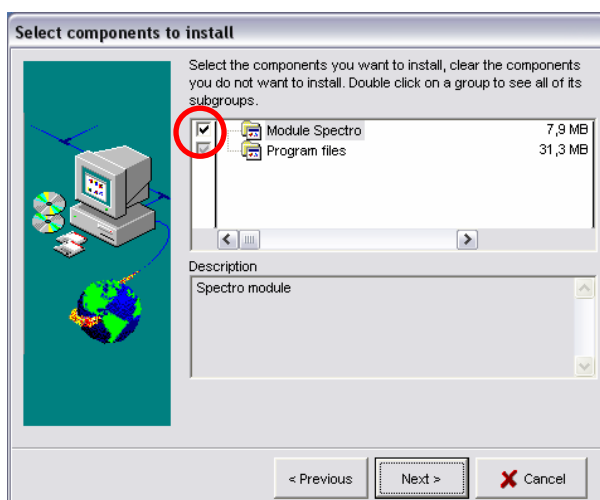 Select components to install
Select the components you want to install, clear the components
you do not want to install. Double click on a group to see all of its
subgroups.
Module Spectro 7,9 MB
Program files 31,3 MB
Description
Spectro module
< Previous Next > Cancel